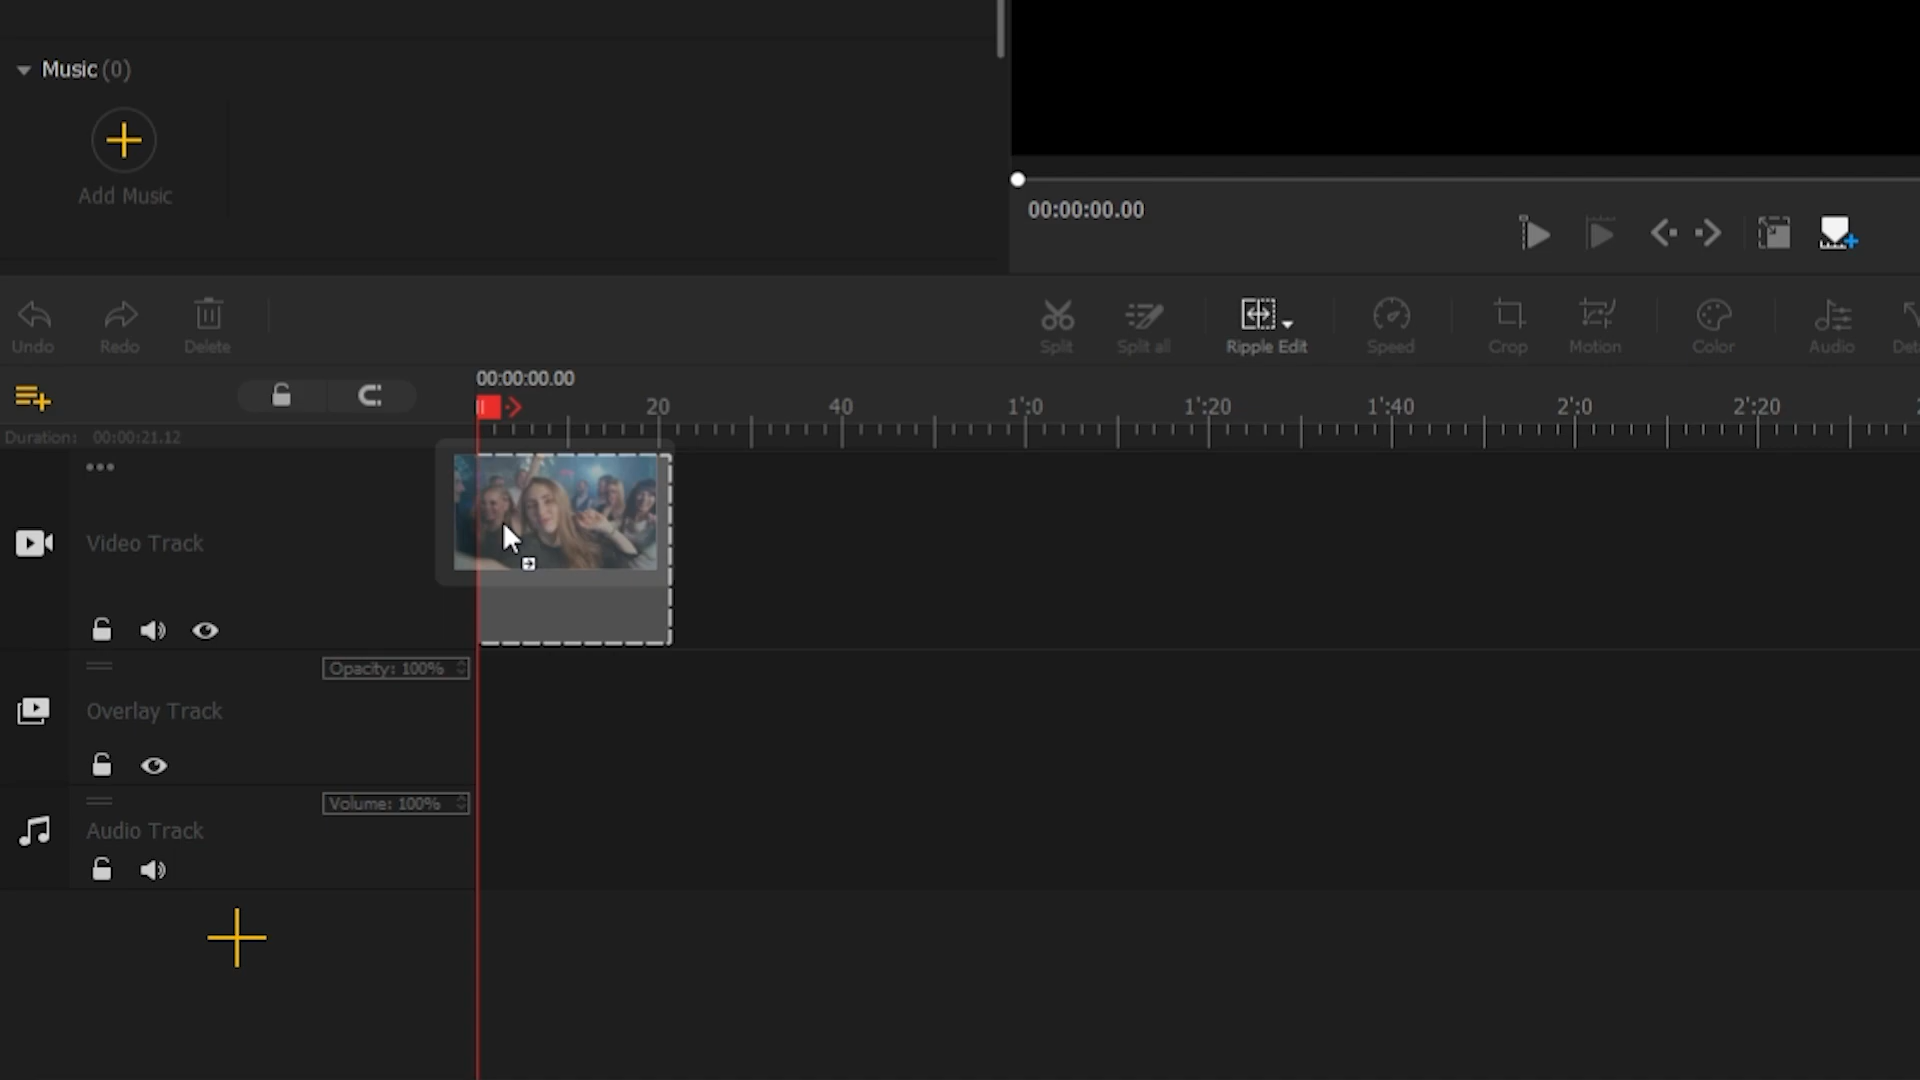 Music (0)
Add Music
00:00:00.00
Undo Redo Delete
Split Split all Ripple Edit Speed Crop Motion Color Audio
00:00:00.00
20 40 1':0 1':20 1':40 2':0 2':20
Duration: 00:00:21.12
Video Track
Opacity: 100%
Overlay Track
Volume: 100%
Audio Track